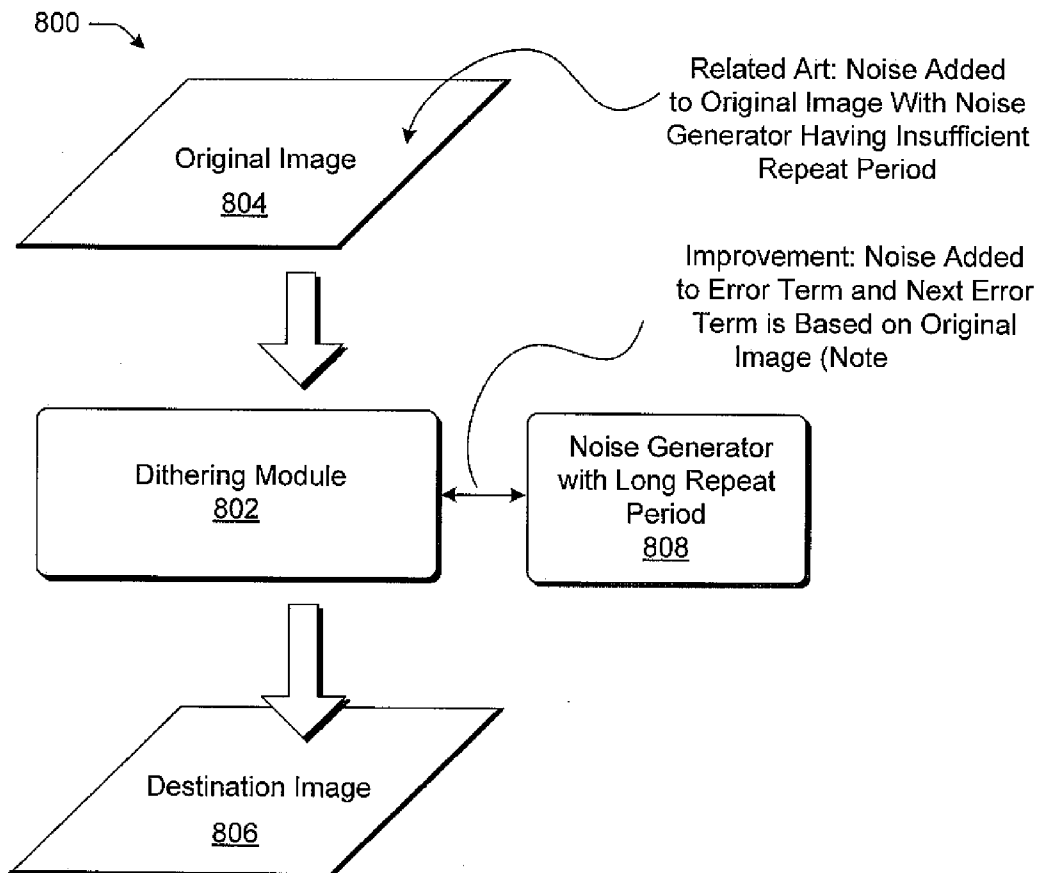 800
Related Art: Noise Added
to Original Image With Noise
Generator Having Insufficient
Repeat Period
Original Image
804
Improvement: Noise Added
to Error Term and Next Error
Term is Based on Original
Image (Note
Dithering Module
802
Noise Generator
with Long Repeat
Period
808
Destination Image
806